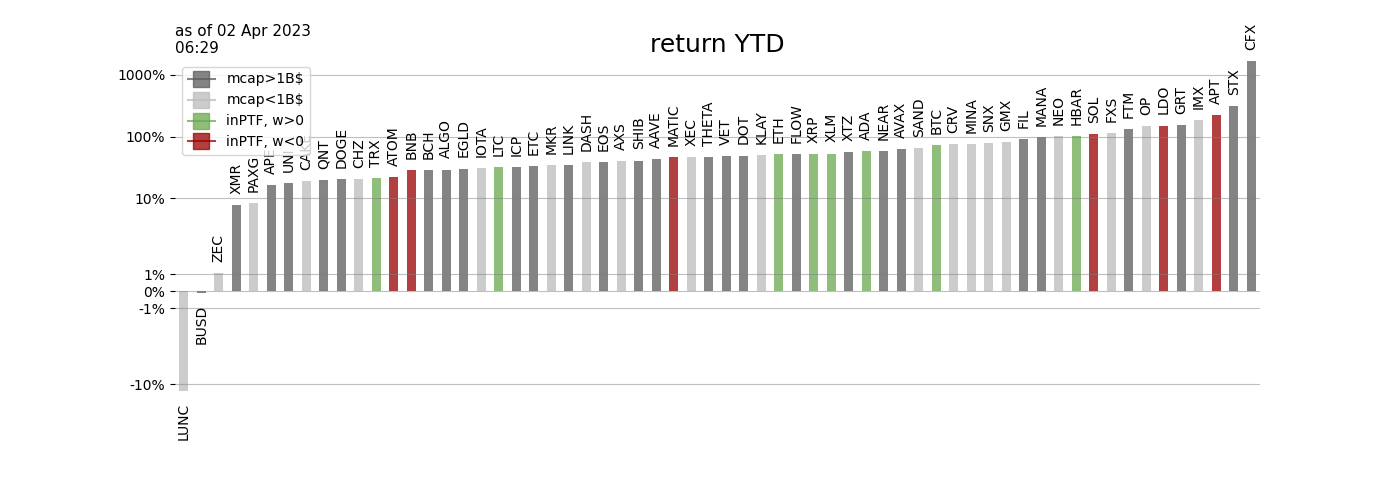 as of 02 Apr 2023
06:29
return YTD
mcap>1B$
mcap<1B$
inPTF, w>0
inPTF, w<0
1000%
100%
10%
1%
0%
-1%
-10%
LUNC
BUSD
ZEC
XMR
PAXG
APE
UNI
CAKE
QNT
DOGE
CHZ
TRX
ATOM
BNB
BCH
ALGO
EGLD
IOTA
LTC
ICP
ETC
MKR
LINK
DASH
EOS
AXS
SHIB
AAVE
MATIC
XEC
THETA
VET
DOT
KLAY
ETH
FLOW
XRP
XLM
XTZ
ADA
NEAR
AVAX
SAND
BTC
CRV
MINA
SNX
GMX
FIL
MANA
NEO
HBAR
SOL
FXS
FTM
OP
LDO
GRT
IMX
APT
STX
CFX